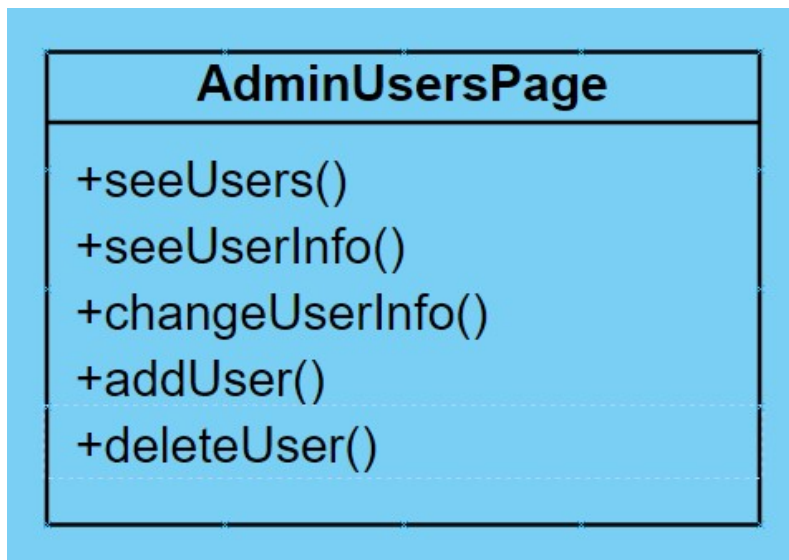 AdminUsersPage
+seeUsers()
+seeUserInfo()
+changeUserInfo()
+addUser()
+deleteUser()